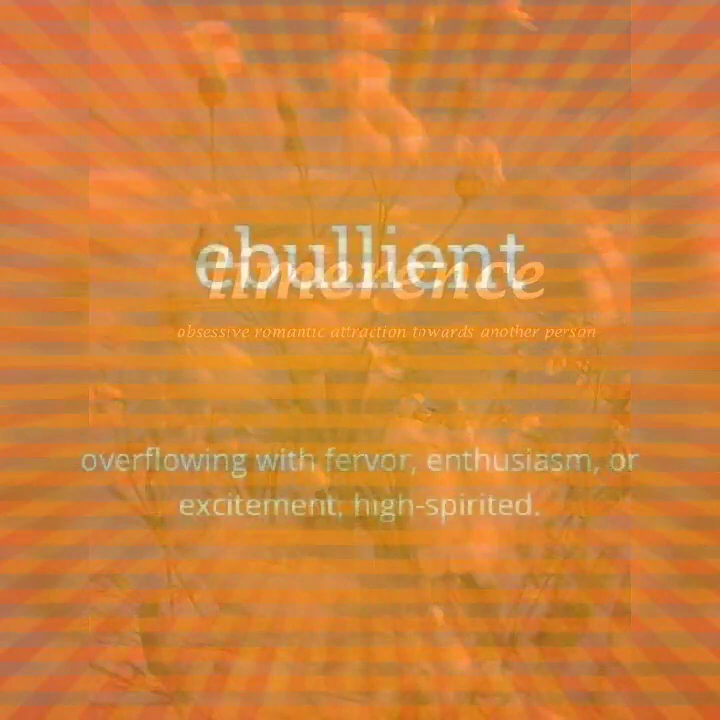 ebullient
limerence
obsessive romantic attraction towards another person
overflowing with fervor, enthusiasm, or
excitement, high-spirited.